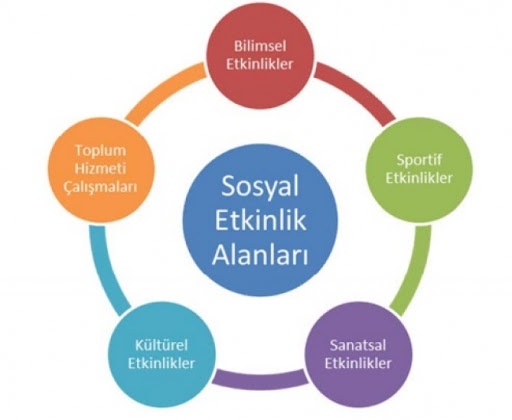 Bilimsel
Etkinlikler
Sportif
Etkinlikler
Sanatsal
Etkinlikler
Kültürel
Etkinlikler
Toplum
Hizmeti
Çalışmaları
Sosyal
Etkinlik
Alanları